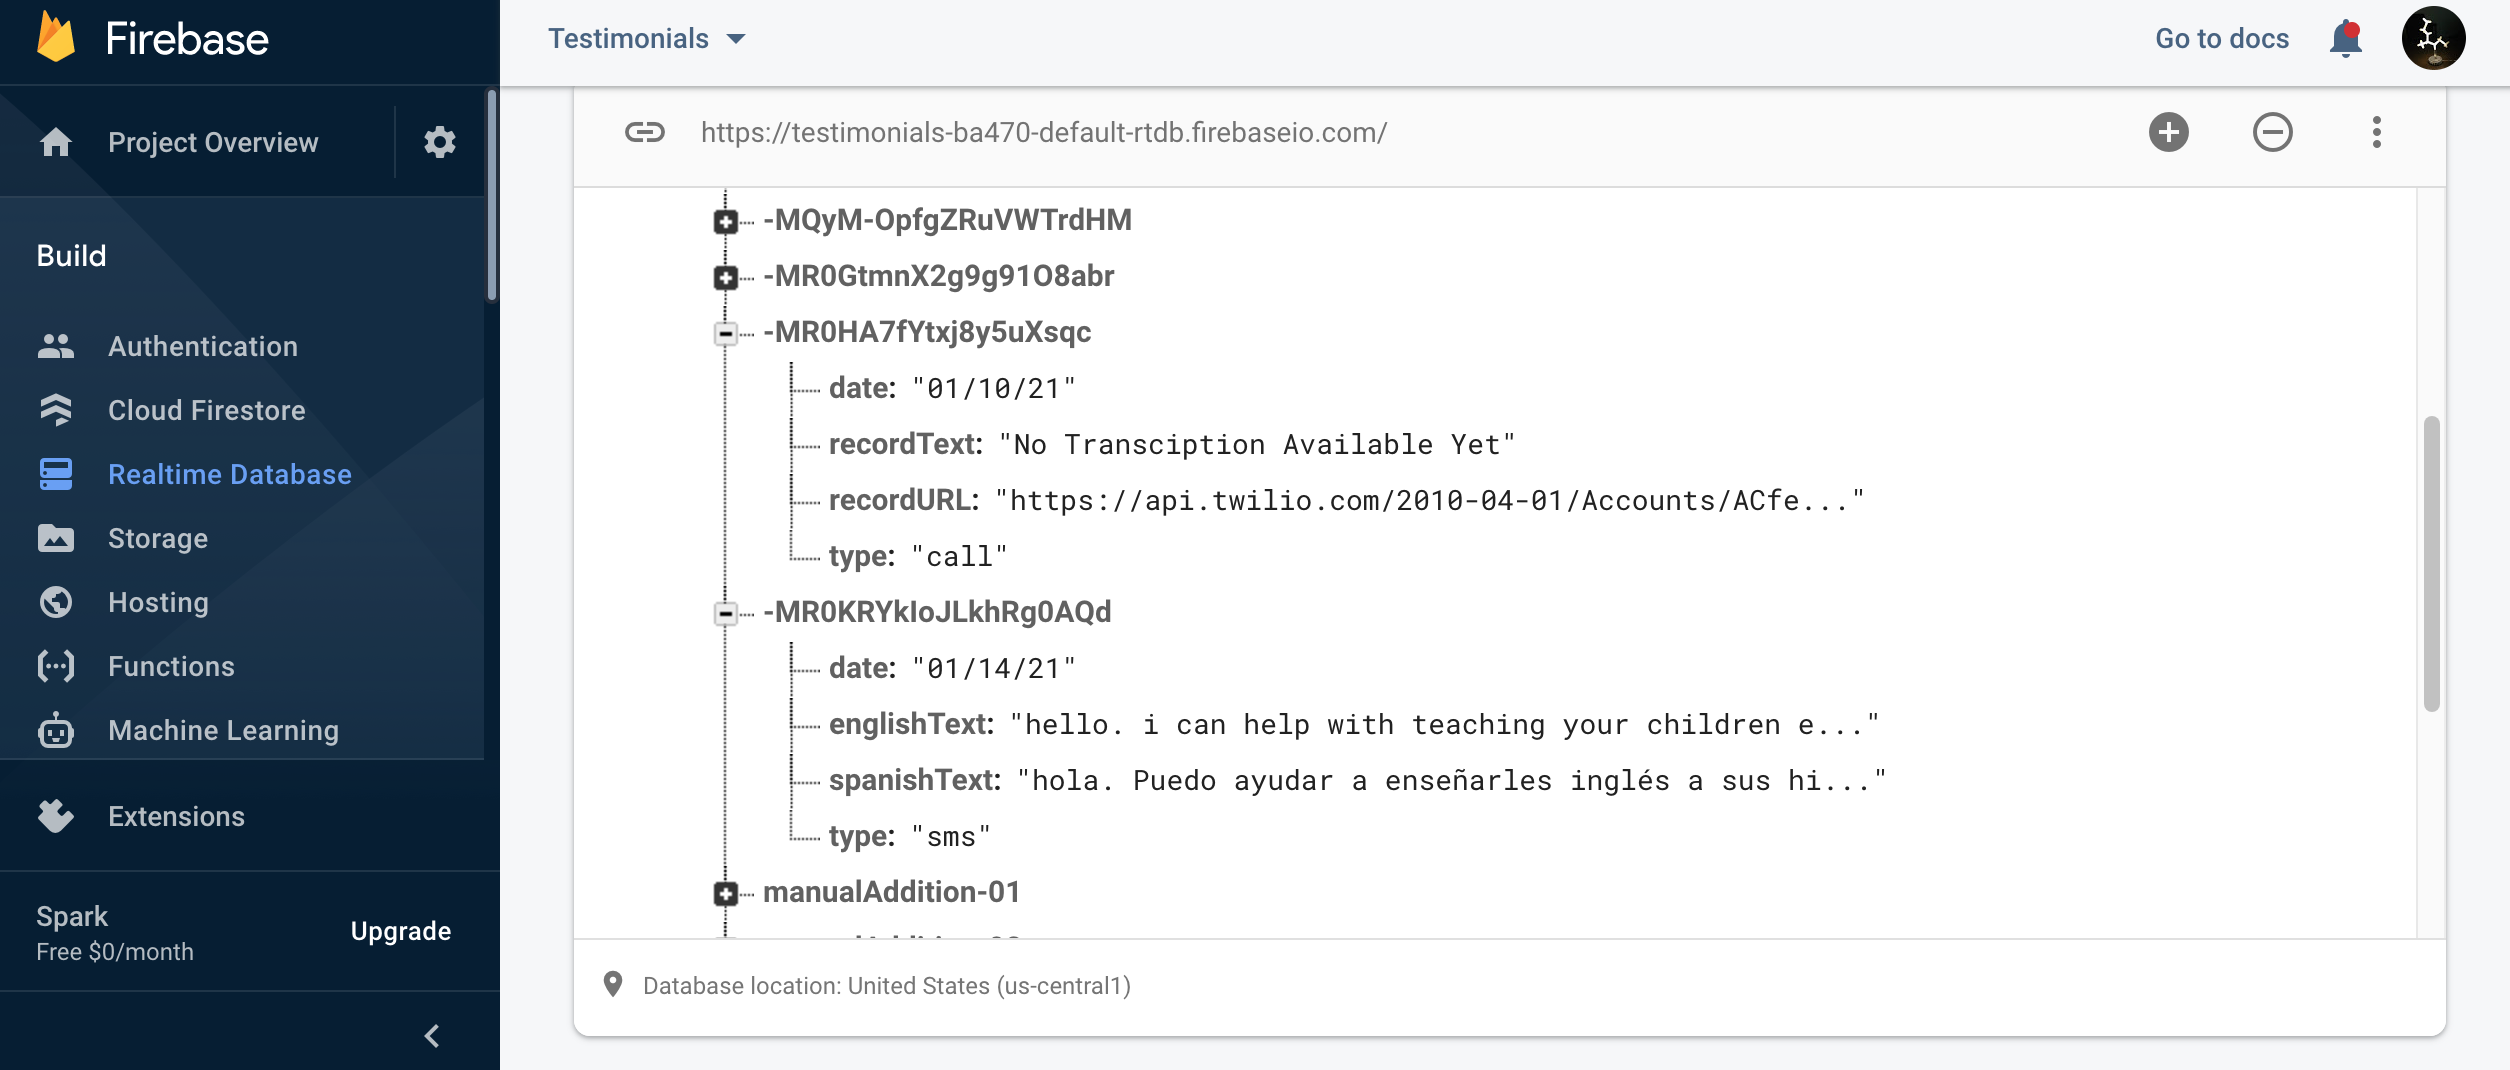 Firebase
Testimonials
Go to docs
Project Overview
Build
Authentication
Cloud Firestore
Realtime Database
Storage
Hosting
Functions
Machine Learning
Extensions
Spark
Free $0/month
Upgrade
https://testimonials-ba470-default-rtdb.firebaseio.com/
-MQyM-OpfgZRuVWTrdHM
-MR0GtmnX2g9g91O8abr
-MR0HA7fYtxj8y5uXsqc
date: "01/10/21"
recordText: "No Transciption Available Yet"
recordURL: "https://api.twilio.com/2010-04-01/Accounts/ACfe..."
type: "call"
-MR0KRYkIoJLkhRg0AQd
date: "01/14/21"
englishText: "hello. i can help with teaching your children e..."
spanishText: "hola. Puedo ayudar a enseñarles inglés a sus hi..."
type: "sms"
manualAddition-01
Database location: United States (us-central1)